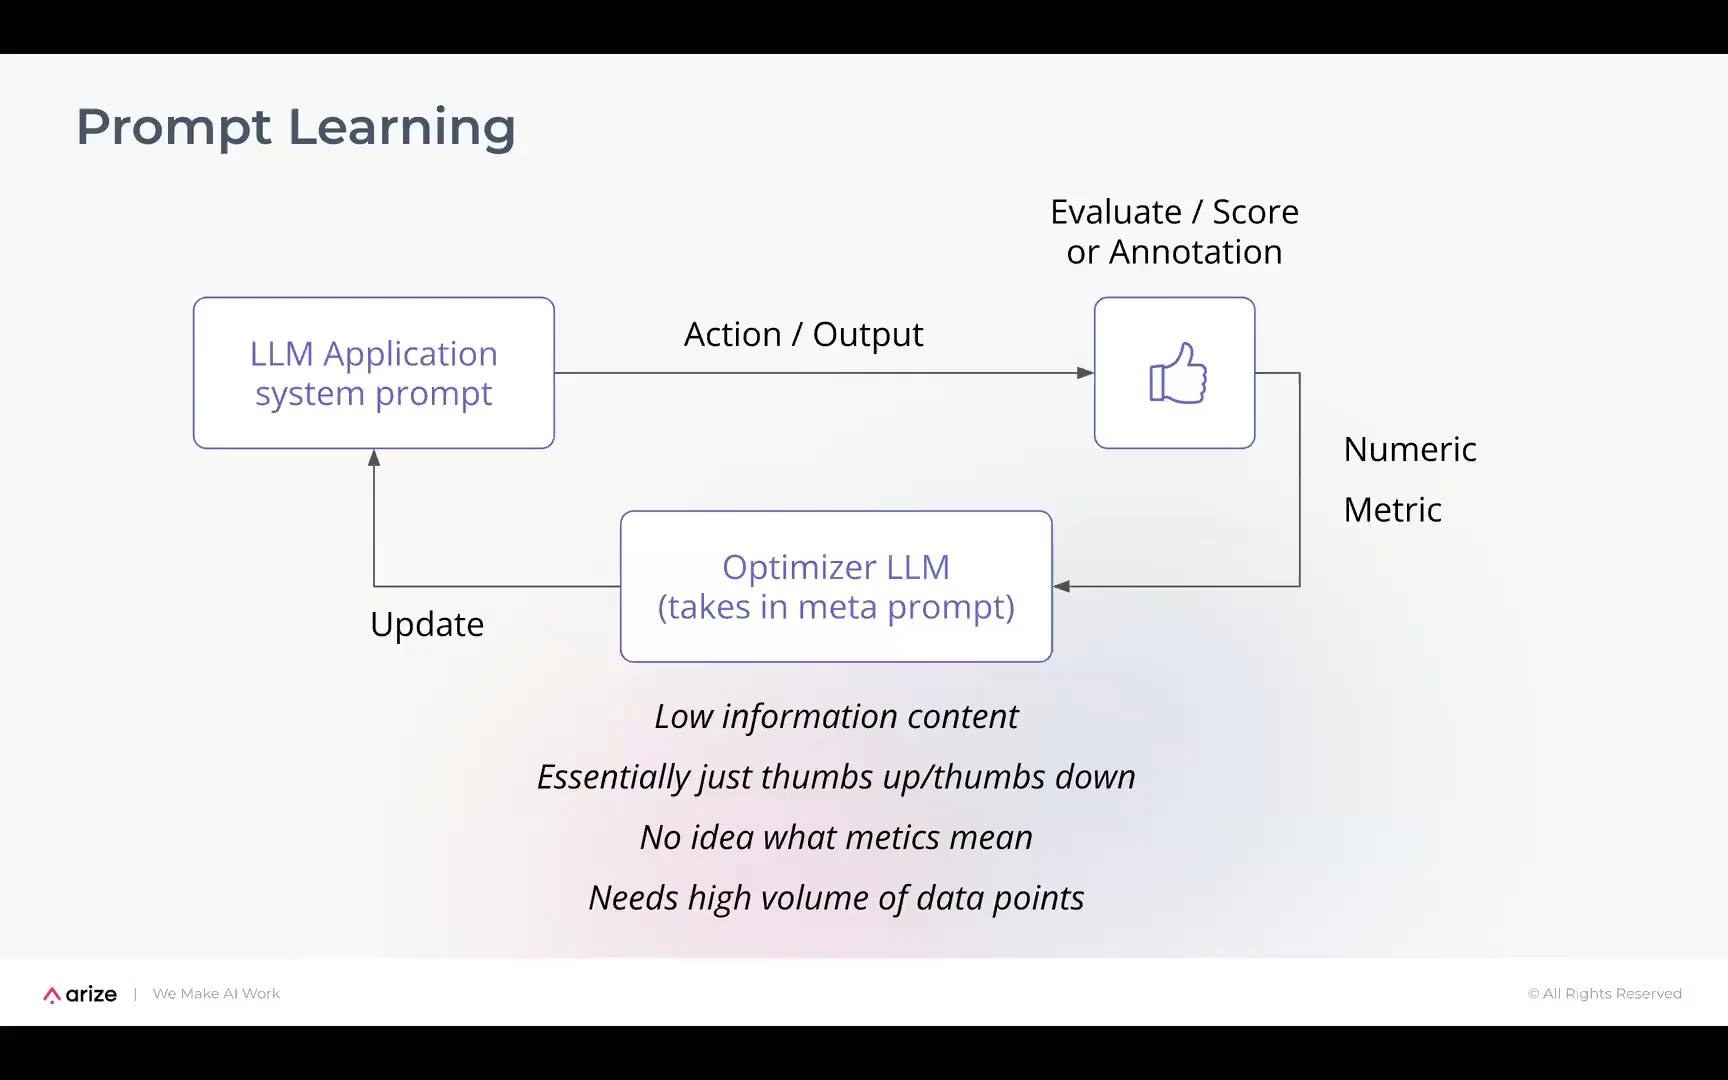 Prompt Learning
Evaluate / Score
or Annotation
LLM Application
system prompt
Action / Output
Numeric
Metric
Optimizer LLM
(takes in meta prompt)
Update
Low information content
Essentially just thumbs up/thumbs down
No idea what metics mean
Needs high volume of data points
arize | We Make AI Work
© All Rights Reserved